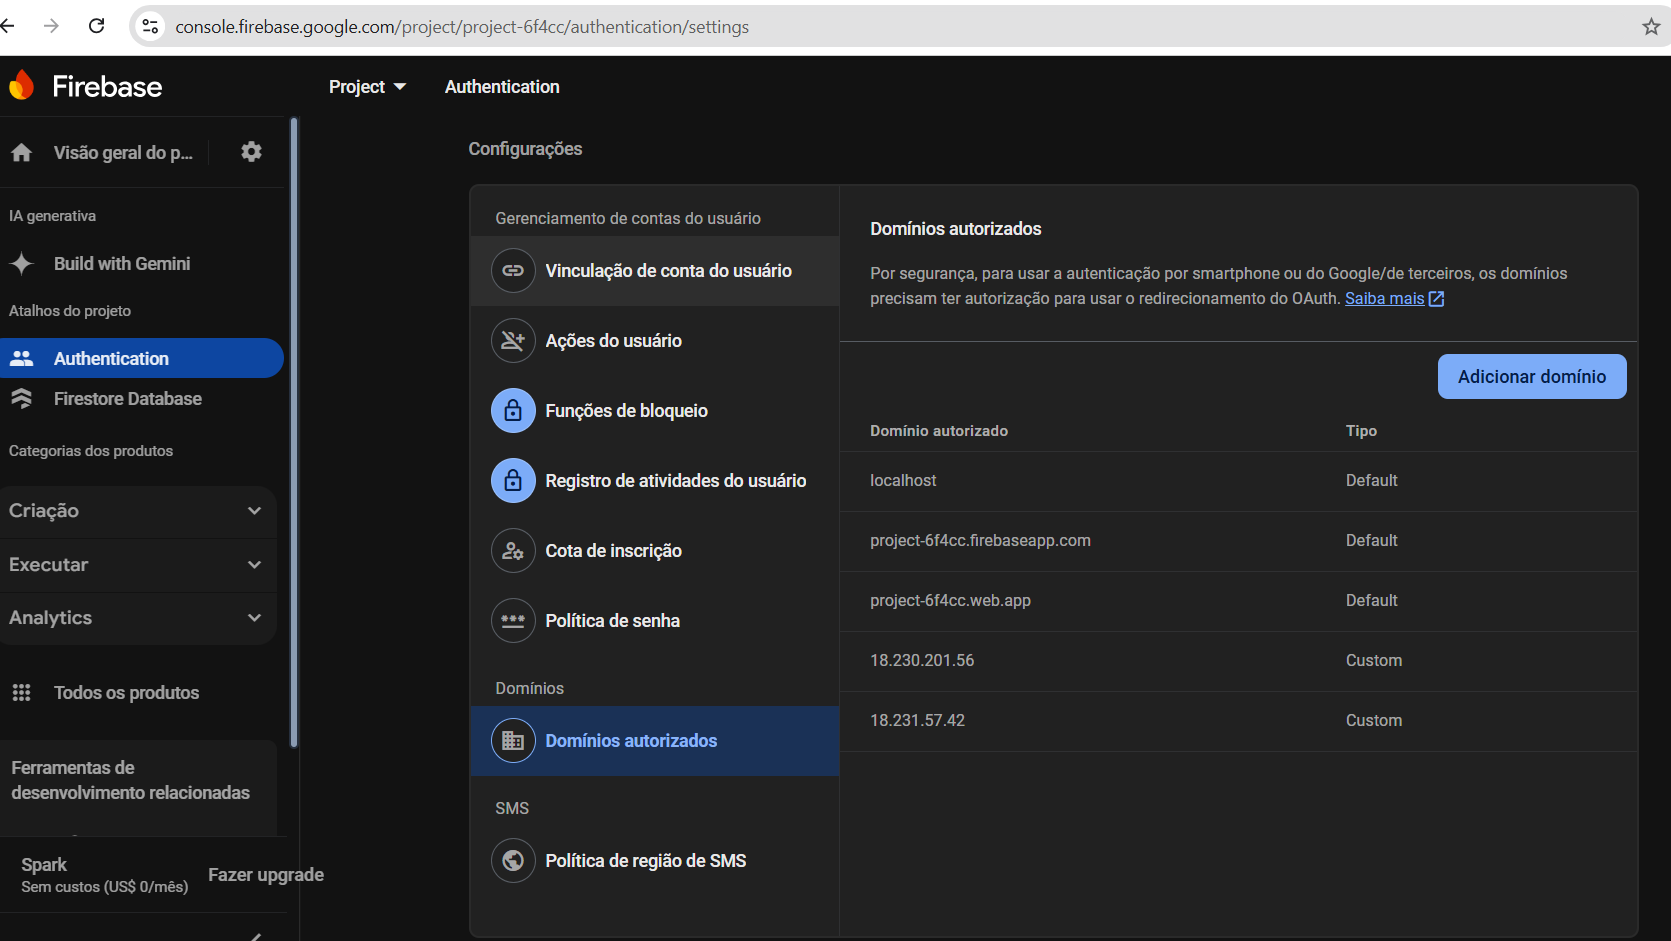 console.firebase.google.com/project/project-6f4cc/authentication/settings
Firebase
Project
Authentication
Visão geral do p...
IA generativa
Build with Gemini
Atalhos do projeto
Authentication
Firestore Database
Categorias dos produtos
Criação
Executar
Analytics
Todos os produtos
Ferramentas de
desenvolvimento relacionadas
Spark
Sem custos (US$ 0/mês)
Fazer upgrade
Configurações
Gerenciamento de contas do usuário
Vinculação de conta do usuário
Ações do usuário
Funções de bloqueio
Registro de atividades do usuário
Cota de inscrição
Política de senha
Domínios
Domínios autorizados
SMS
Política de região de SMS
Domínios autorizados
Por segurança, para usar a autenticação por smartphone ou do Google/de terceiros, os domínios
precisam ter autorização para usar o redirecionamento do OAuth. Saiba mais
Adicionar domínio
Domínio autorizado Tipo
localhost Default
project-6f4cc.firebaseapp.com Default
project-6f4cc.web.app Default
18.230.201.56 Custom
18.231.57.42 Custom